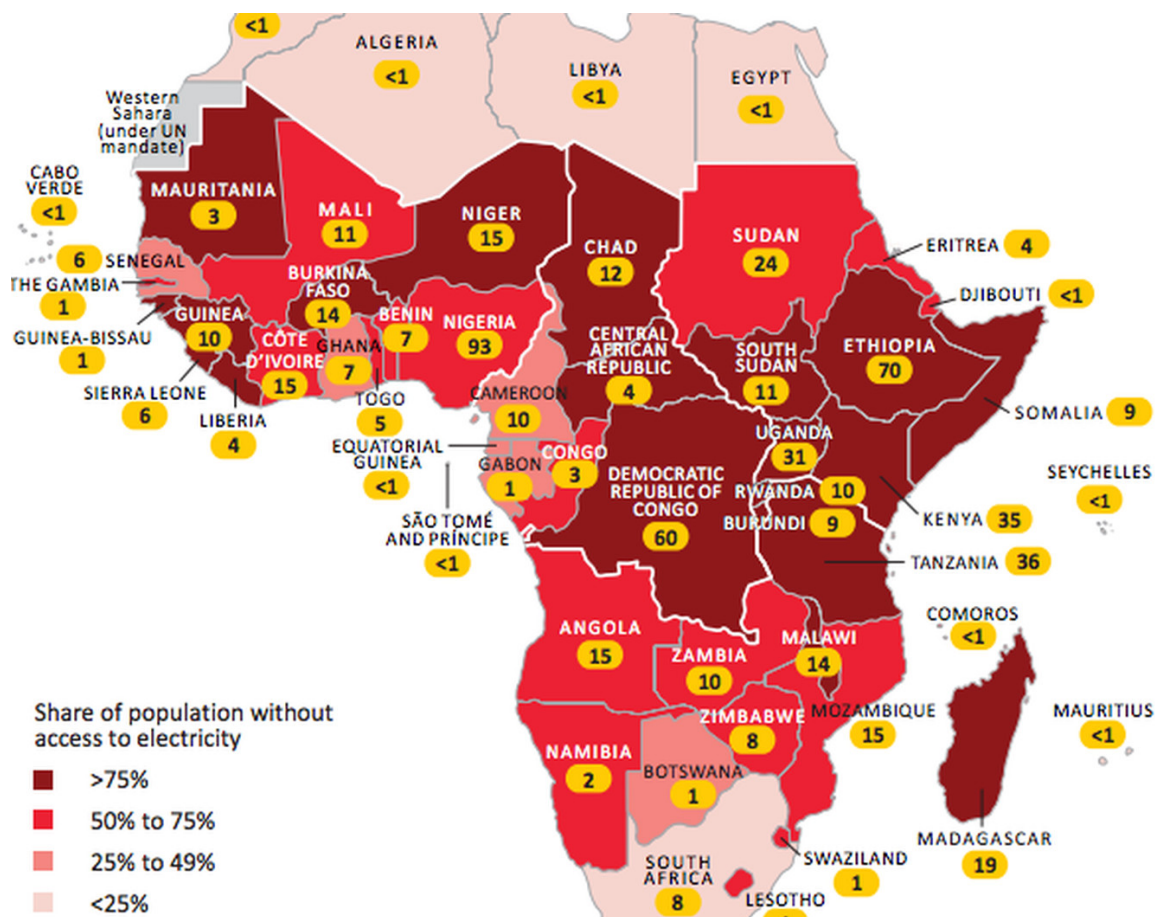 <1
ALGERIA
<1
LIBYA
<1
EGYPT
<1
Western
Sahara
(under UN
mandate)
CABO
VERDE
<1
MAURITANIA
3
MALI
11
NIGER
15
CHAD
12
SUDAN
24
ERITREA 4
DJIBOUTI <1
6 SENEGAL
THE GAMBIA
1
GUINEA-BISSAU
1
GUINEA
10
SIERRA LEONE
6
LIBERIA
4
CÔTE
D'IVOIRE
15
BURKINA
FASO
14
GHANA
7
TOGO
5
BENIN
7
NIGERIA
93
CAMEROON
10
CENTRAL
AFRICAN
REPUBLIC
4
SOUTH
SUDAN
11
ETHIOPIA
70
SOMALIA 9
EQUATORIAL
GUINEA
<1
SÃO TOMÉ
AND PRÍNCIPE
<1
GABON
1
CONGO
3
DEMOCRATIC
REPUBLIC OF
CONGO
60
UGANDA
31
RWANDA 10
BURUNDI 9
KENYA 35
TANZANIA 36
SEYCHELLES
<1
COMOROS
<1
ANGOLA
15
ZAMBIA
10
MALAWI
14
MOZAMBIQUE
15
ZIMBABWE
8
NAMIBIA
2
BOTSWANA
1
MAURITIUS
<1
MADAGASCAR
19
SOUTH
AFRICA
8
SWAZILAND
1
LESOTHO
Share of population without
access to electricity
>75%
50% to 75%
25% to 49%
<25%